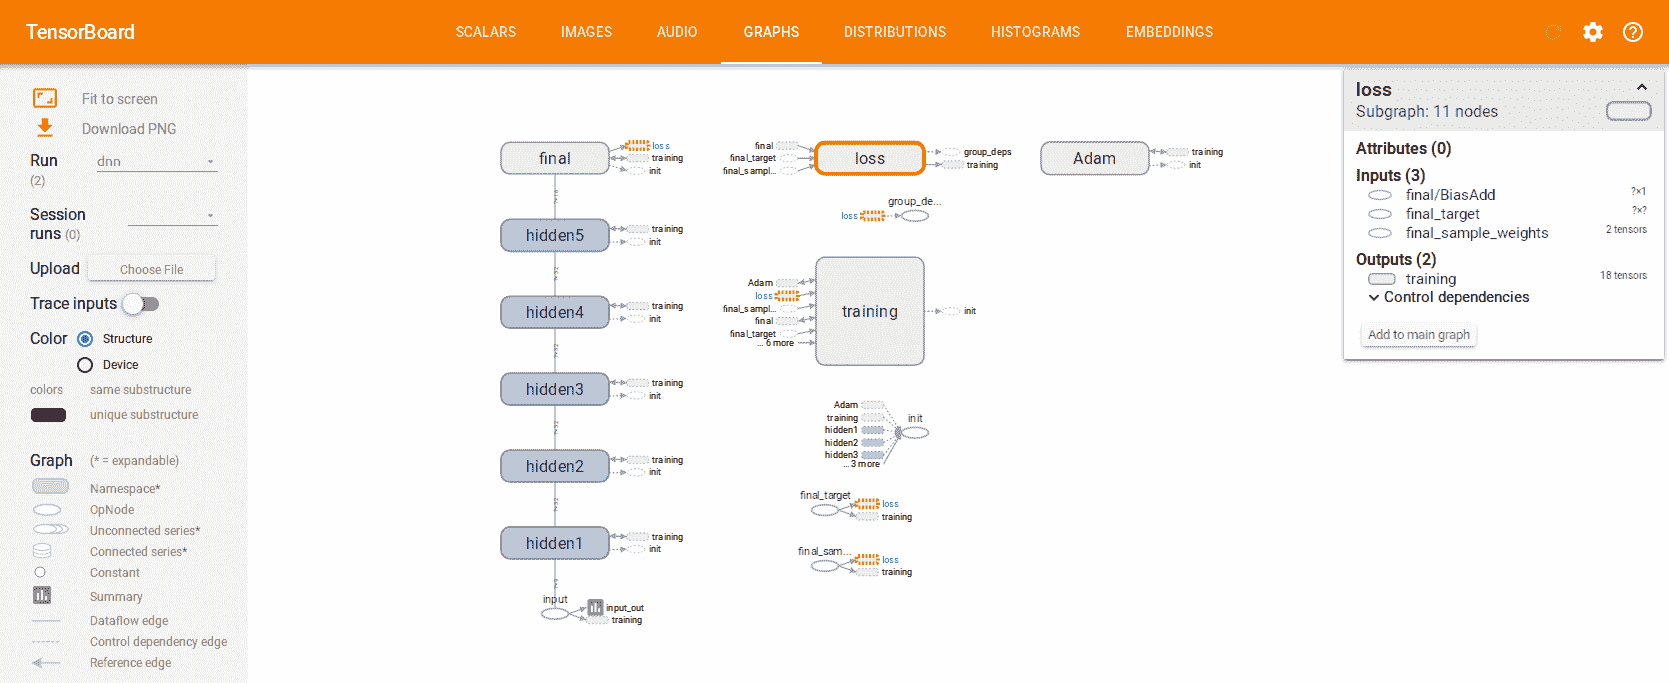 TensorBoard
SCALARS IMAGES AUDIO GRAPHS DISTRIBUTIONS HISTOGRAMS EMBEDDINGS
Fit to screen
Download PNG
Run dnn
(2)
Session
runs (0)
Upload Choose File
Trace inputs
Color Structure
Device
colors same substructure
unique substructure
Graph (* = expandable)
Namespace*
OpNode
Unconnected series*
Connected series*
Constant
Summary
Dataflow edge
Control dependency edge
Reference edge
final
loss
training
init
hidden5
training
init
hidden4
training
init
hidden3
training
init
hidden2
training
init
hidden1
training
init
input
input_out
training
final
final_target
final_sampl...
loss
group_deps
training
Adam
training
init
group_de...
loss
Adam
loss
final_sampl...
final
final_target
... 6 more
training
init
Adam
training
hidden1
hidden2
hidden3
... 3 more
init
final_target
loss
training
final_sam...
loss
training
loss
Subgraph: 11 nodes
Attributes (0)
Inputs (3)
final/BiasAdd ?×1
final_target ?×?
final_sample_weights 2 tensors
Outputs (2)
training 18 tensors
Control dependencies
Add to main graph